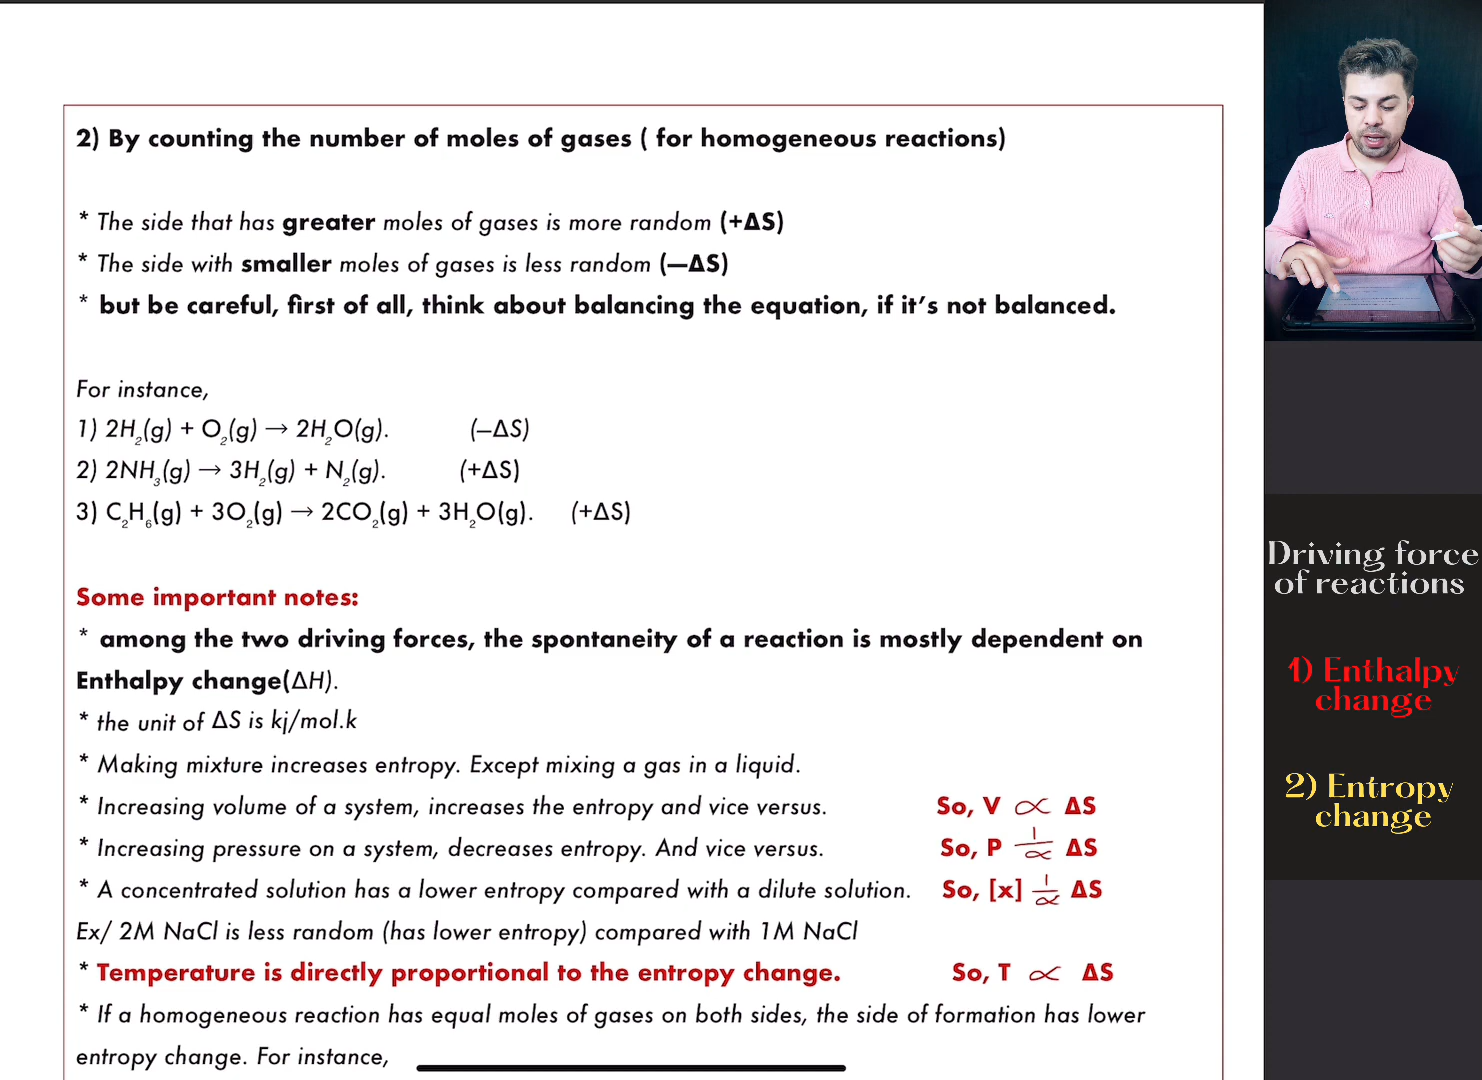 2) By counting the number of moles of gases ( for homogeneous reactions)
* The side that has greater moles of gases is more random (+ΔS)
* The side with smaller moles of gases is less random (—ΔS)
* but be careful, first of all, think about balancing the equation, if it’s not balanced.
For instance,
1) 2H₂(g) + O₂(g) → 2H₂O(g). (–ΔS)
2) 2NH₃(g) → 3H₂(g) + N₂(g). (+ΔS)
3) C₂H₆(g) + 3O₂(g) → 2CO₂(g) + 3H₂O(g). (+ΔS)
Some important notes:
* among the two driving forces, the spontaneity of a reaction is mostly dependent on
Enthalpy change(ΔH).
* the unit of ΔS is kj/mol.k
* Making mixture increases entropy. Except mixing a gas in a liquid.
* Increasing volume of a system, increases the entropy and vice versus. So, V ∝ ΔS
* Increasing pressure on a system, decreases entropy. And vice versus. So, P 1/∝ ΔS
* A concentrated solution has a lower entropy compared with a dilute solution. So, [x] 1/∝ ΔS
Ex/ 2M NaCl is less random (has lower entropy) compared with 1M NaCl
* Temperature is directly proportional to the entropy change. So, T ∝ ΔS
* If a homogeneous reaction has equal moles of gases on both sides, the side of formation has lower
entropy change. For instance,
Driving force
of reactions
1) Enthalpy
change
2) Entropy
change